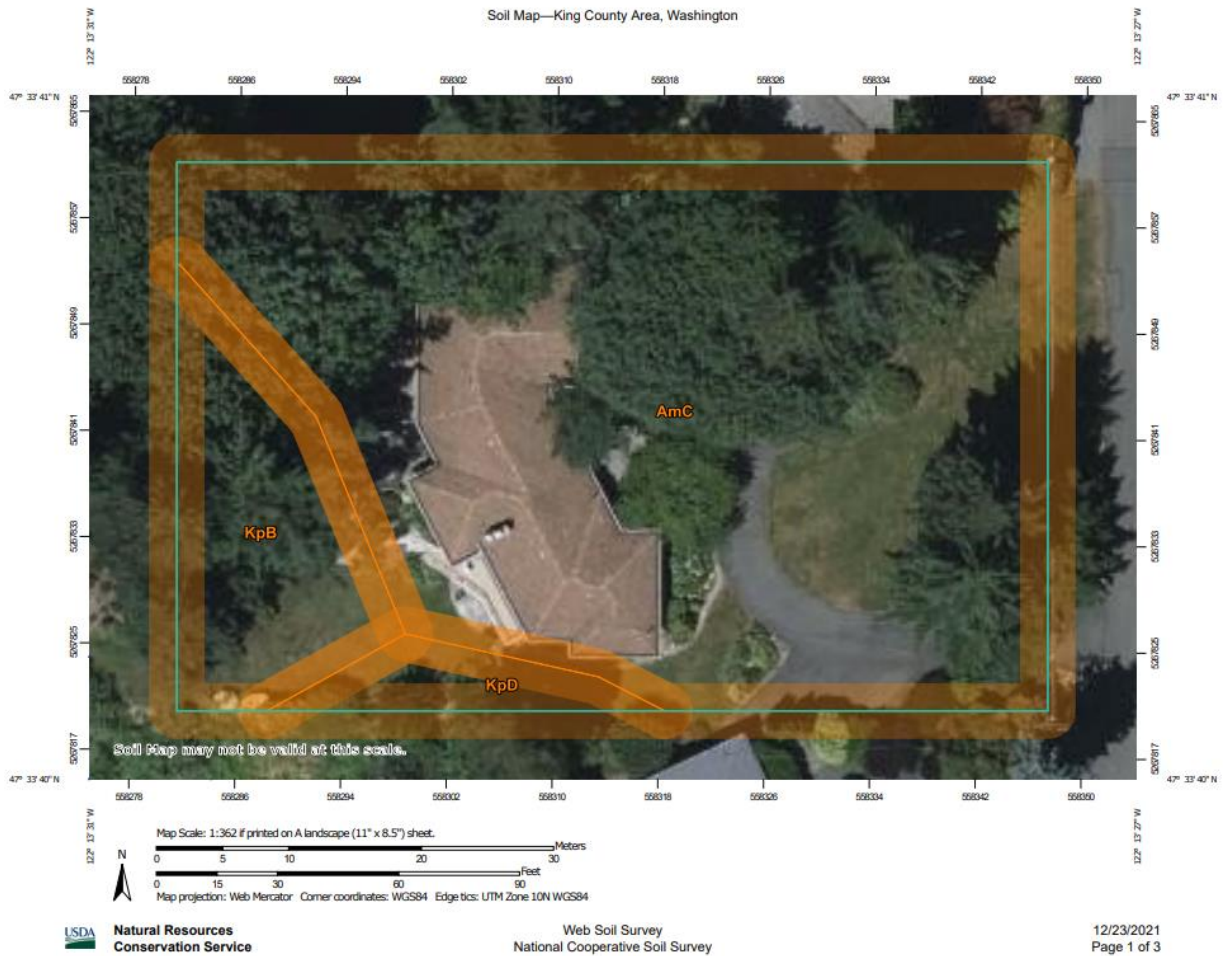 Soil Map—King County Area, Washington
122° 13' 31'' W
122° 13' 27'' W
558278 558286 558294 558302 558310 558318 558326 558334 558342 558350
47° 33' 41'' N
47° 33' 41'' N
5267865
5267865
5267857
5267857
5267849
5267849
AmC
5267841
5267841
KpB
5267833
5267833
5267825
5267825
KpD
Soil Map may not be valid at this scale.
5267817
5267817
47° 33' 40'' N
47° 33' 40'' N
558278 558286 558294 558302 558310 558318 558326 558334 558342 558350
122° 13' 31'' W
122° 13' 27'' W
Map Scale: 1:362 if printed on A landscape (11" x 8.5") sheet.
N
Meters
0 5 10 20 30
Feet
0 15 30 60 90
Map projection: Web Mercator Corner coordinates: WGS84 Edge tics: UTM Zone 10N WGS84
USDA
Natural Resources
Conservation Service
Web Soil Survey
National Cooperative Soil Survey
12/23/2021
Page 1 of 3